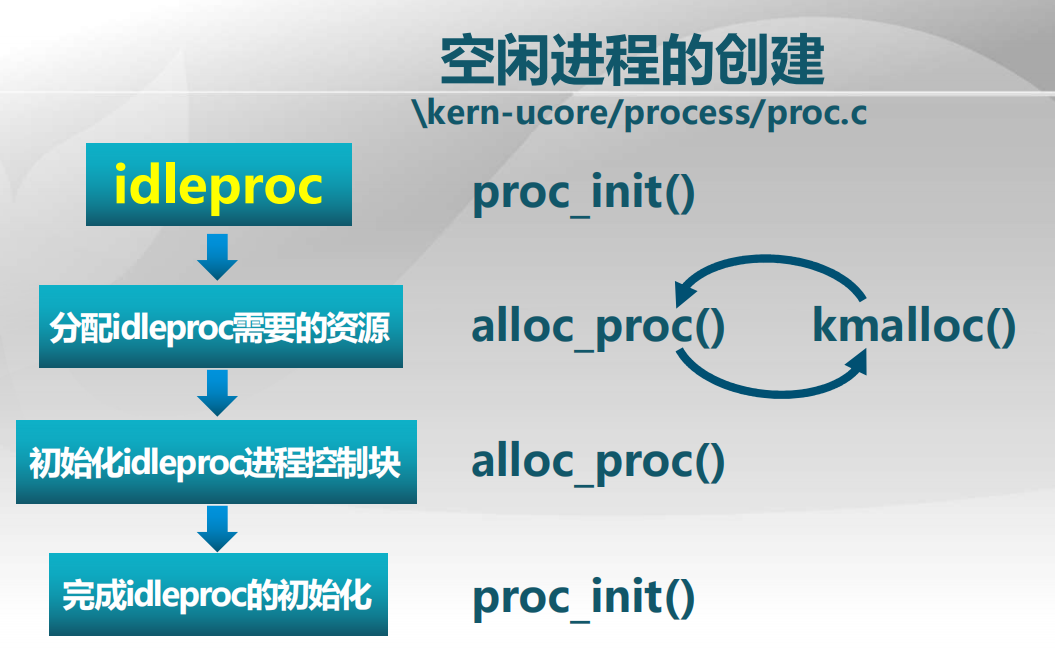 空闲进程的创建
\kern-ucore/process/proc.c
idleproc
proc_init()
分配idleproc需要的资源
alloc_proc()
kmalloc()
初始化idleproc进程控制块
alloc_proc()
完成idleproc的初始化
proc_init()